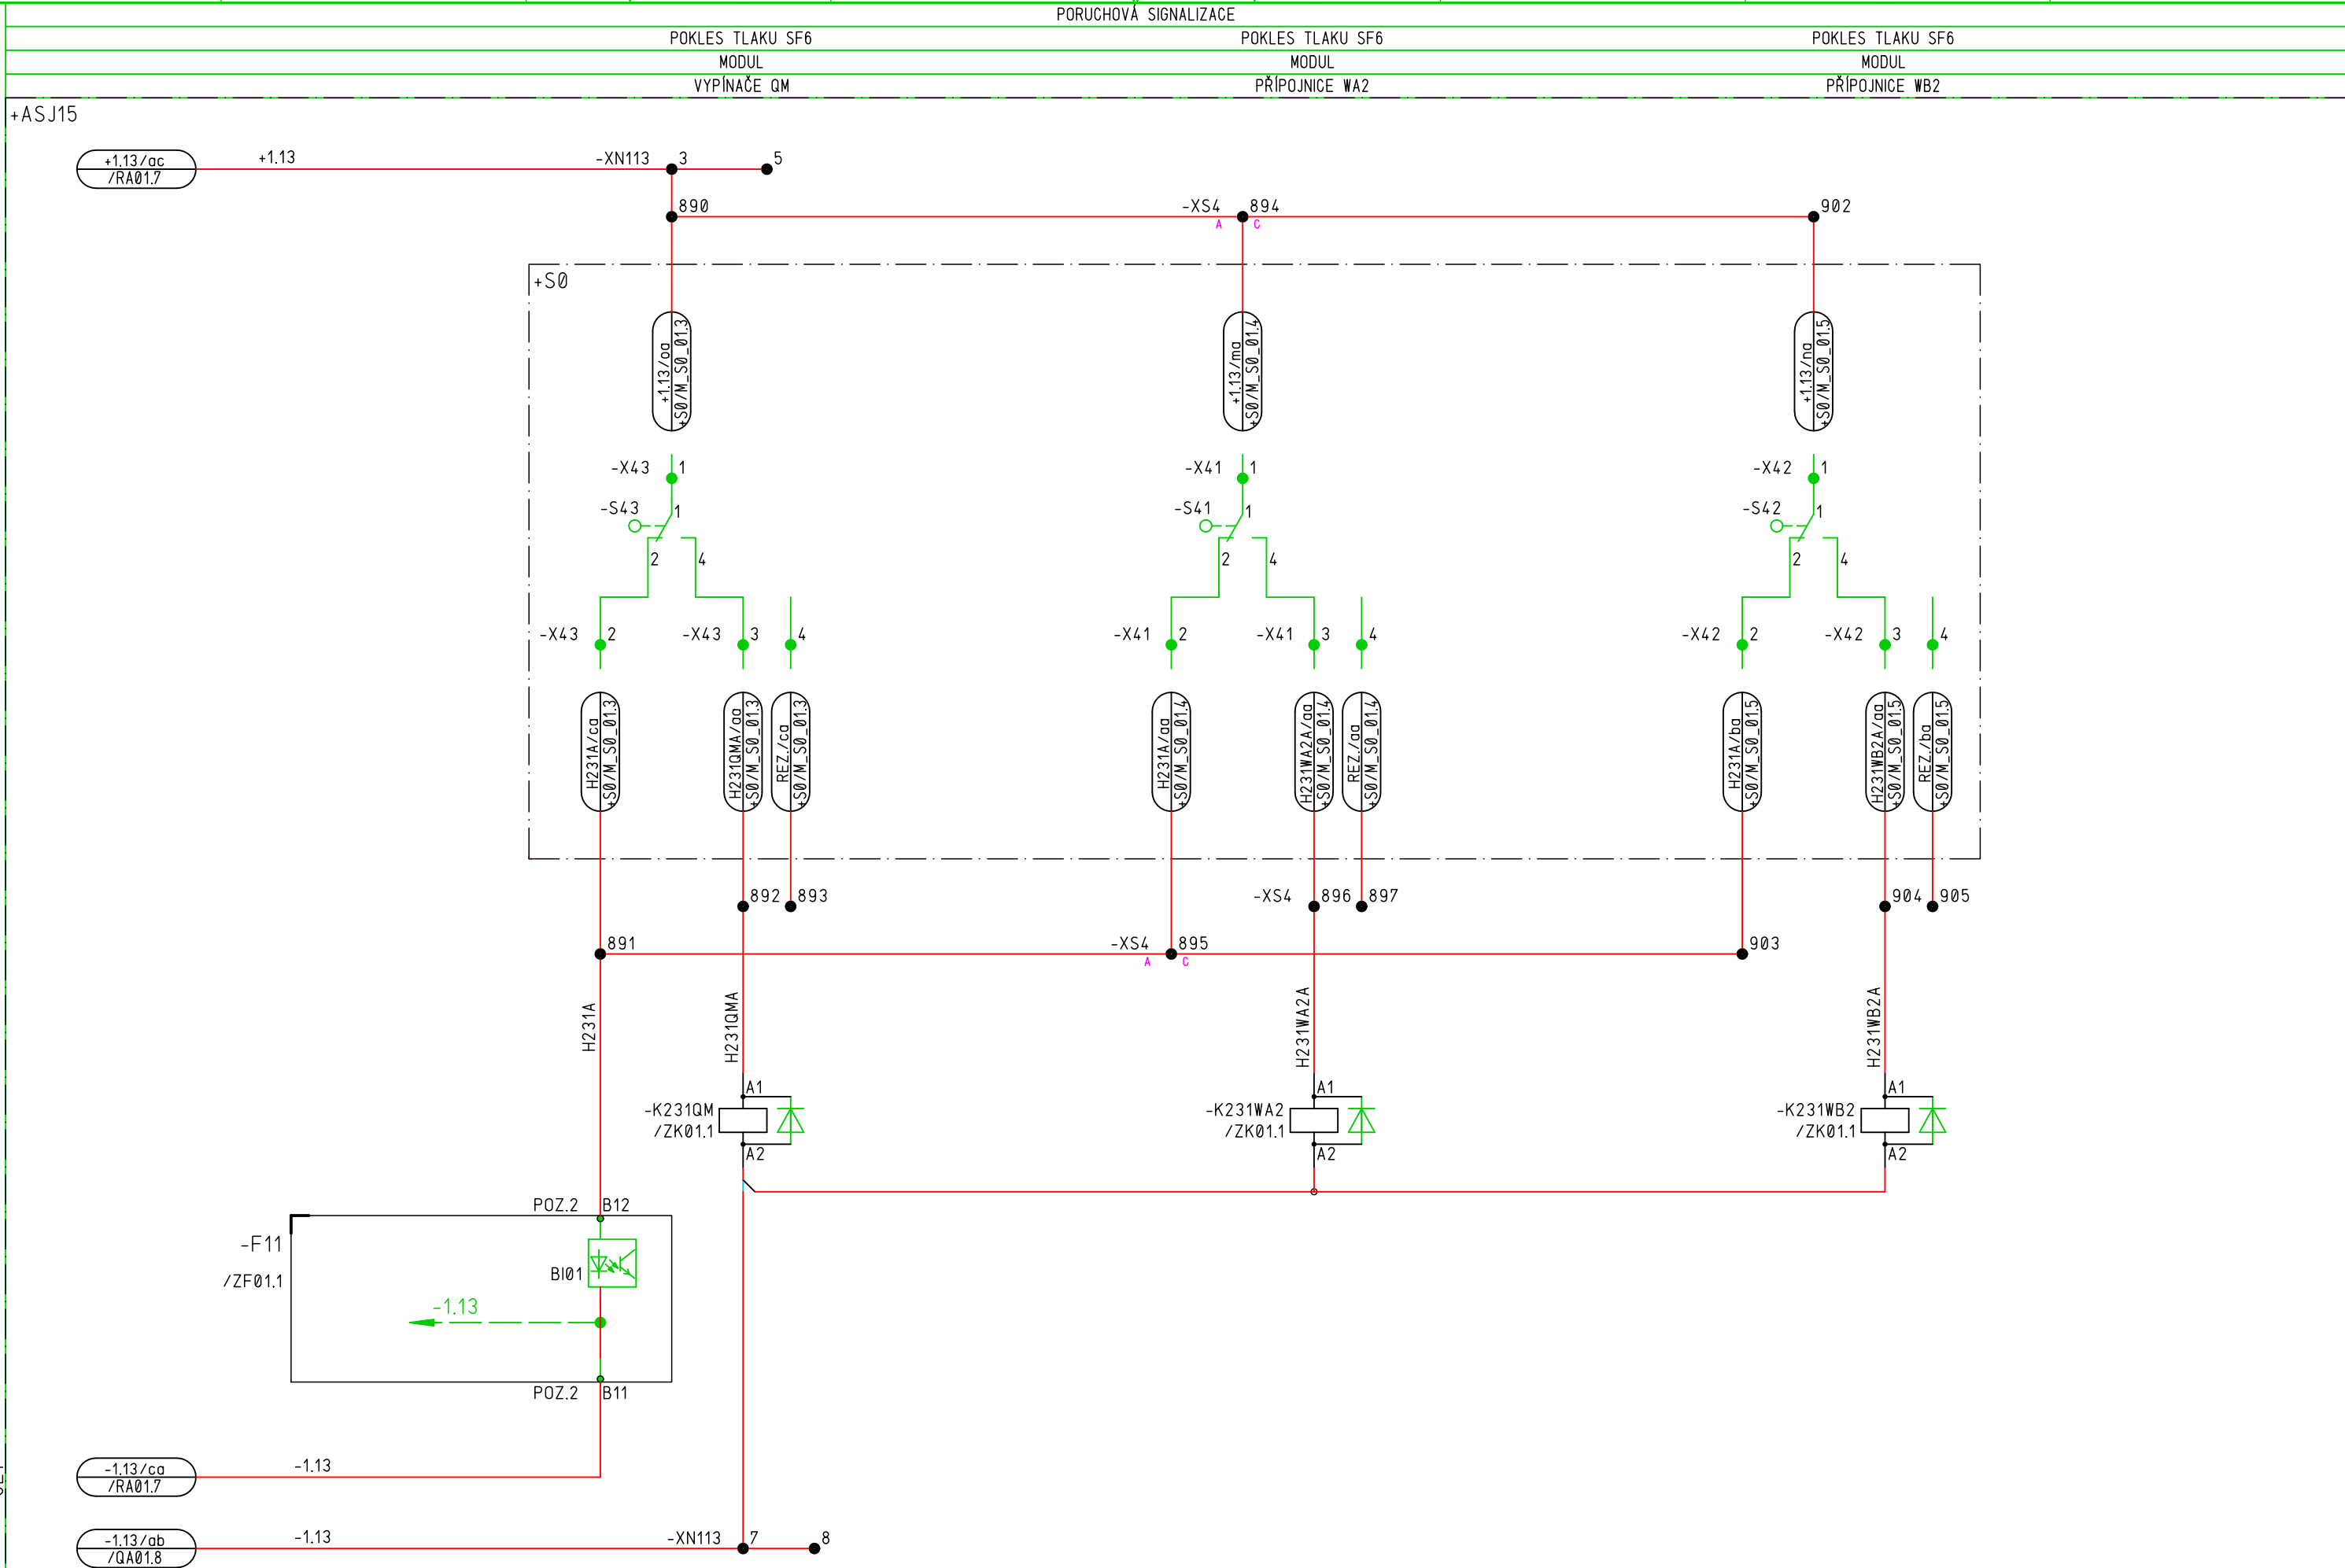 PORUCHOVÁ SIGNALIZACE
POKLES TLAKU SF6 POKLES TLAKU SF6 POKLES TLAKU SF6
MODUL MODUL MODUL
VYPÍNAČE QM PŘÍPOJNICE WA2 PŘÍPOJNICE WB2
+ASJ15
+1.13/ac +1.13 -XN113 3 5
/RA01.7
890 -XS4 894 902
A C
+S0
+1.13/oa +1.13/ma +1.13/na
+S0/M_S0_01.3 +S0/M_S0_01.4 +S0/M_S0_01.5
-X43 1 -X41 1 -X42 1
-S43 1 -S41 1 -S42 1
2 4 2 4 2 4
-X43 2 -X43 3 4 -X41 2 -X41 3 4 -X42 2 -X42 3 4
H231A/ca H231QMA/aa REZ./ca H231A/aa H231WA2A/aa REZ./aa H231A/ba H231WB2A/aa REZ./ba
+S0/M_S0_01.3 +S0/M_S0_01.3 +S0/M_S0_01.3 +S0/M_S0_01.4 +S0/M_S0_01.4 +S0/M_S0_01.4 +S0/M_S0_01.5 +S0/M_S0_01.5 +S0/M_S0_01.5
892 893 -XS4 896 897 904 905
891 -XS4 895 903
A C
H231A H231QMA H231WA2A H231WB2A
A1 A1 A1
-K231QM -K231WA2 -K231WB2
/ZK01.1 /ZK01.1 /ZK01.1
A2 A2 A2
POZ.2 B12
-F11
BI01
/ZF01.1
-1.13
POZ.2 B11
-1.13/ca -1.13
/RA01.7
-1.13/ab -1.13 -XN113 7 8
/QA01.8